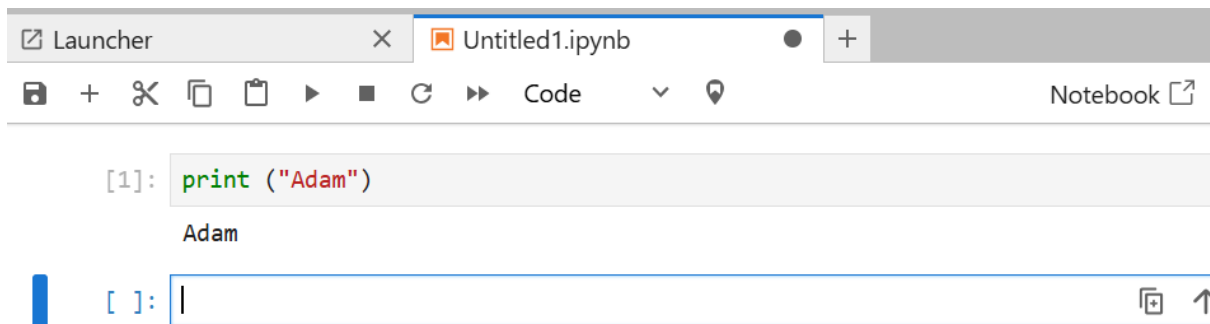 Launcher
Untitled1.ipynb
Code
Notebook
[1]: print ("Adam")
Adam
[ ]: